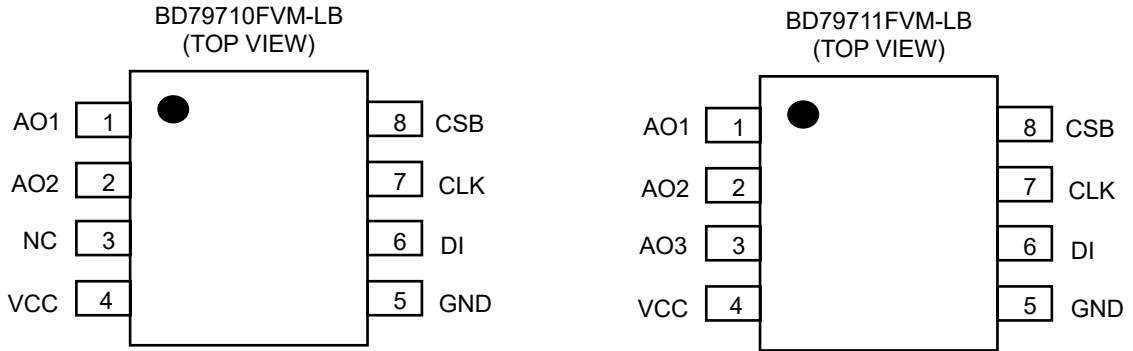 BD79710FVM-LB
(TOP VIEW)
AO1 1 8 CSB
AO2 2 7 CLK
NC 3 6 DI
VCC 4 5 GND
BD79711FVM-LB
(TOP VIEW)
AO1 1 8 CSB
AO2 2 7 CLK
AO3 3 6 DI
VCC 4 5 GND